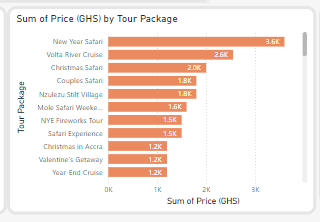 Sum of Price (GHS) by Tour Package
New Year Safari 3.6K
Volta River Cruise 2.6K
Christmas Safari 2.0K
Couples Safari 1.8K
Nzulezu Stilt Village 1.8K
Mole Safari Weeke... 1.6K
NYE Fireworks Tour 1.5K
Safari Experience 1.5K
Christmas in Accra 1.2K
Valentine's Getaway 1.2K
Year-End Cruise 1.2K
Tour Package
0K 1K 2K 3K
Sum of Price (GHS)